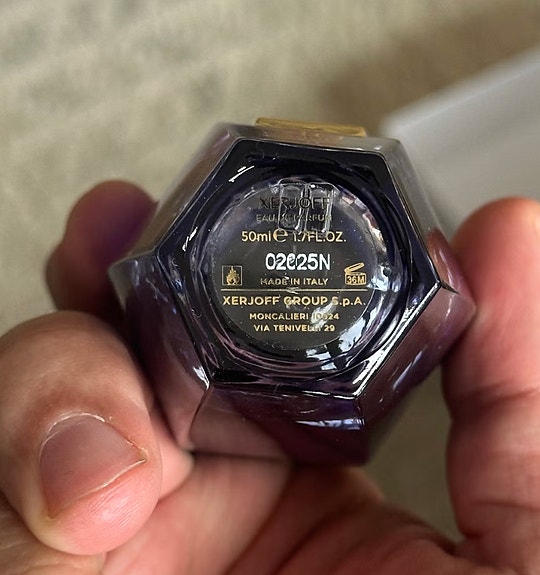 XERJOFF
EAU DE PARFUM
50ml ℮ 1.7FL.OZ.
02025N
MADE IN ITALY
36M
XERJOFF GROUP S.p.A.
MONCALIERI 10024
VIA TENIVELLI 29